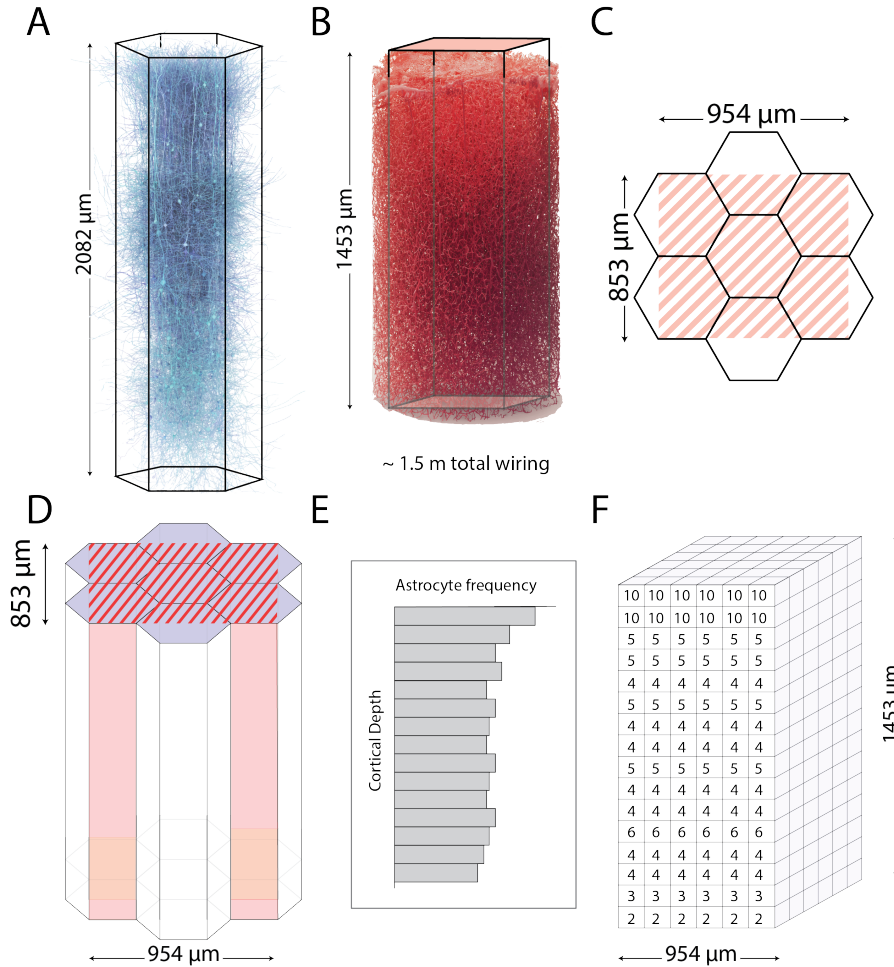 A
2082 µm
B
1453 µm
~ 1.5 m total wiring
C
954 µm
853 µm
D
853 µm
954 µm
E
Astrocyte frequency
Cortical Depth
F
10 10 10 10 10 10
10 10 10 10 10 10
5 5 5 5 5 5
5 5 5 5 5 5
4 4 4 4 4 4
5 5 5 5 5 5
4 4 4 4 4 4
4 4 4 4 4 4
5 5 5 5 5 5
4 4 4 4 4 4
4 4 4 4 4 4
6 6 6 6 6 6
4 4 4 4 4 4
4 4 4 4 4 4
3 3 3 3 3 3
2 2 2 2 2 2
1453 µm
954 µm